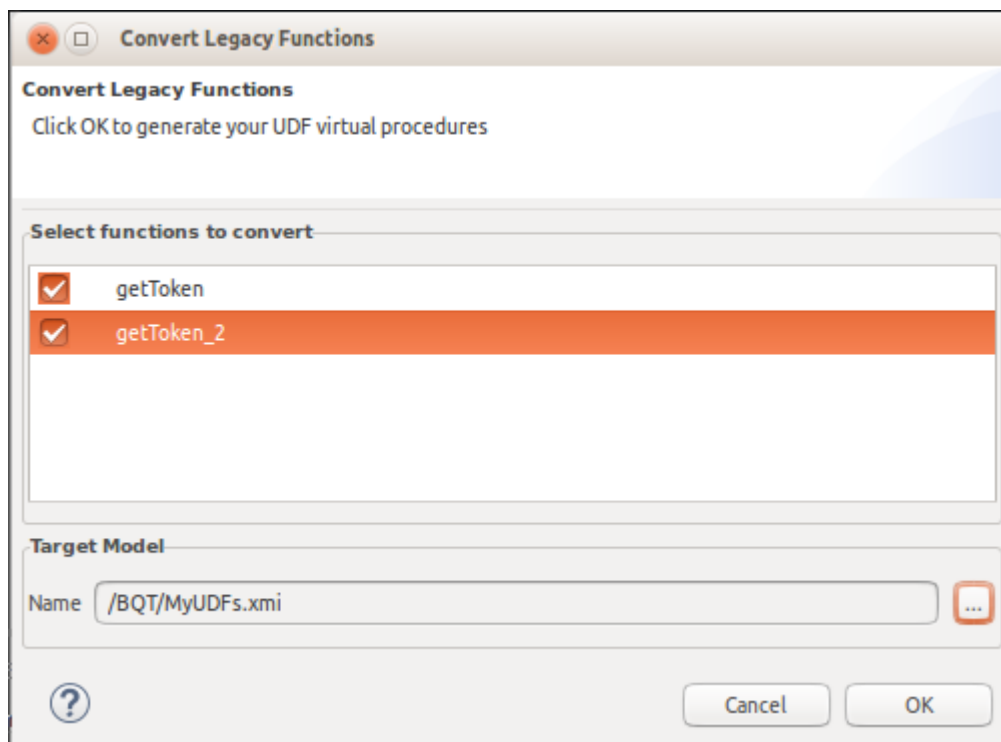 Convert Legacy Functions
Convert Legacy Functions
Click OK to generate your UDF virtual procedures
Select functions to convert
getToken
getToken_2
Target Model
Name /BQT/MyUDFs.xmi ...
? Cancel OK